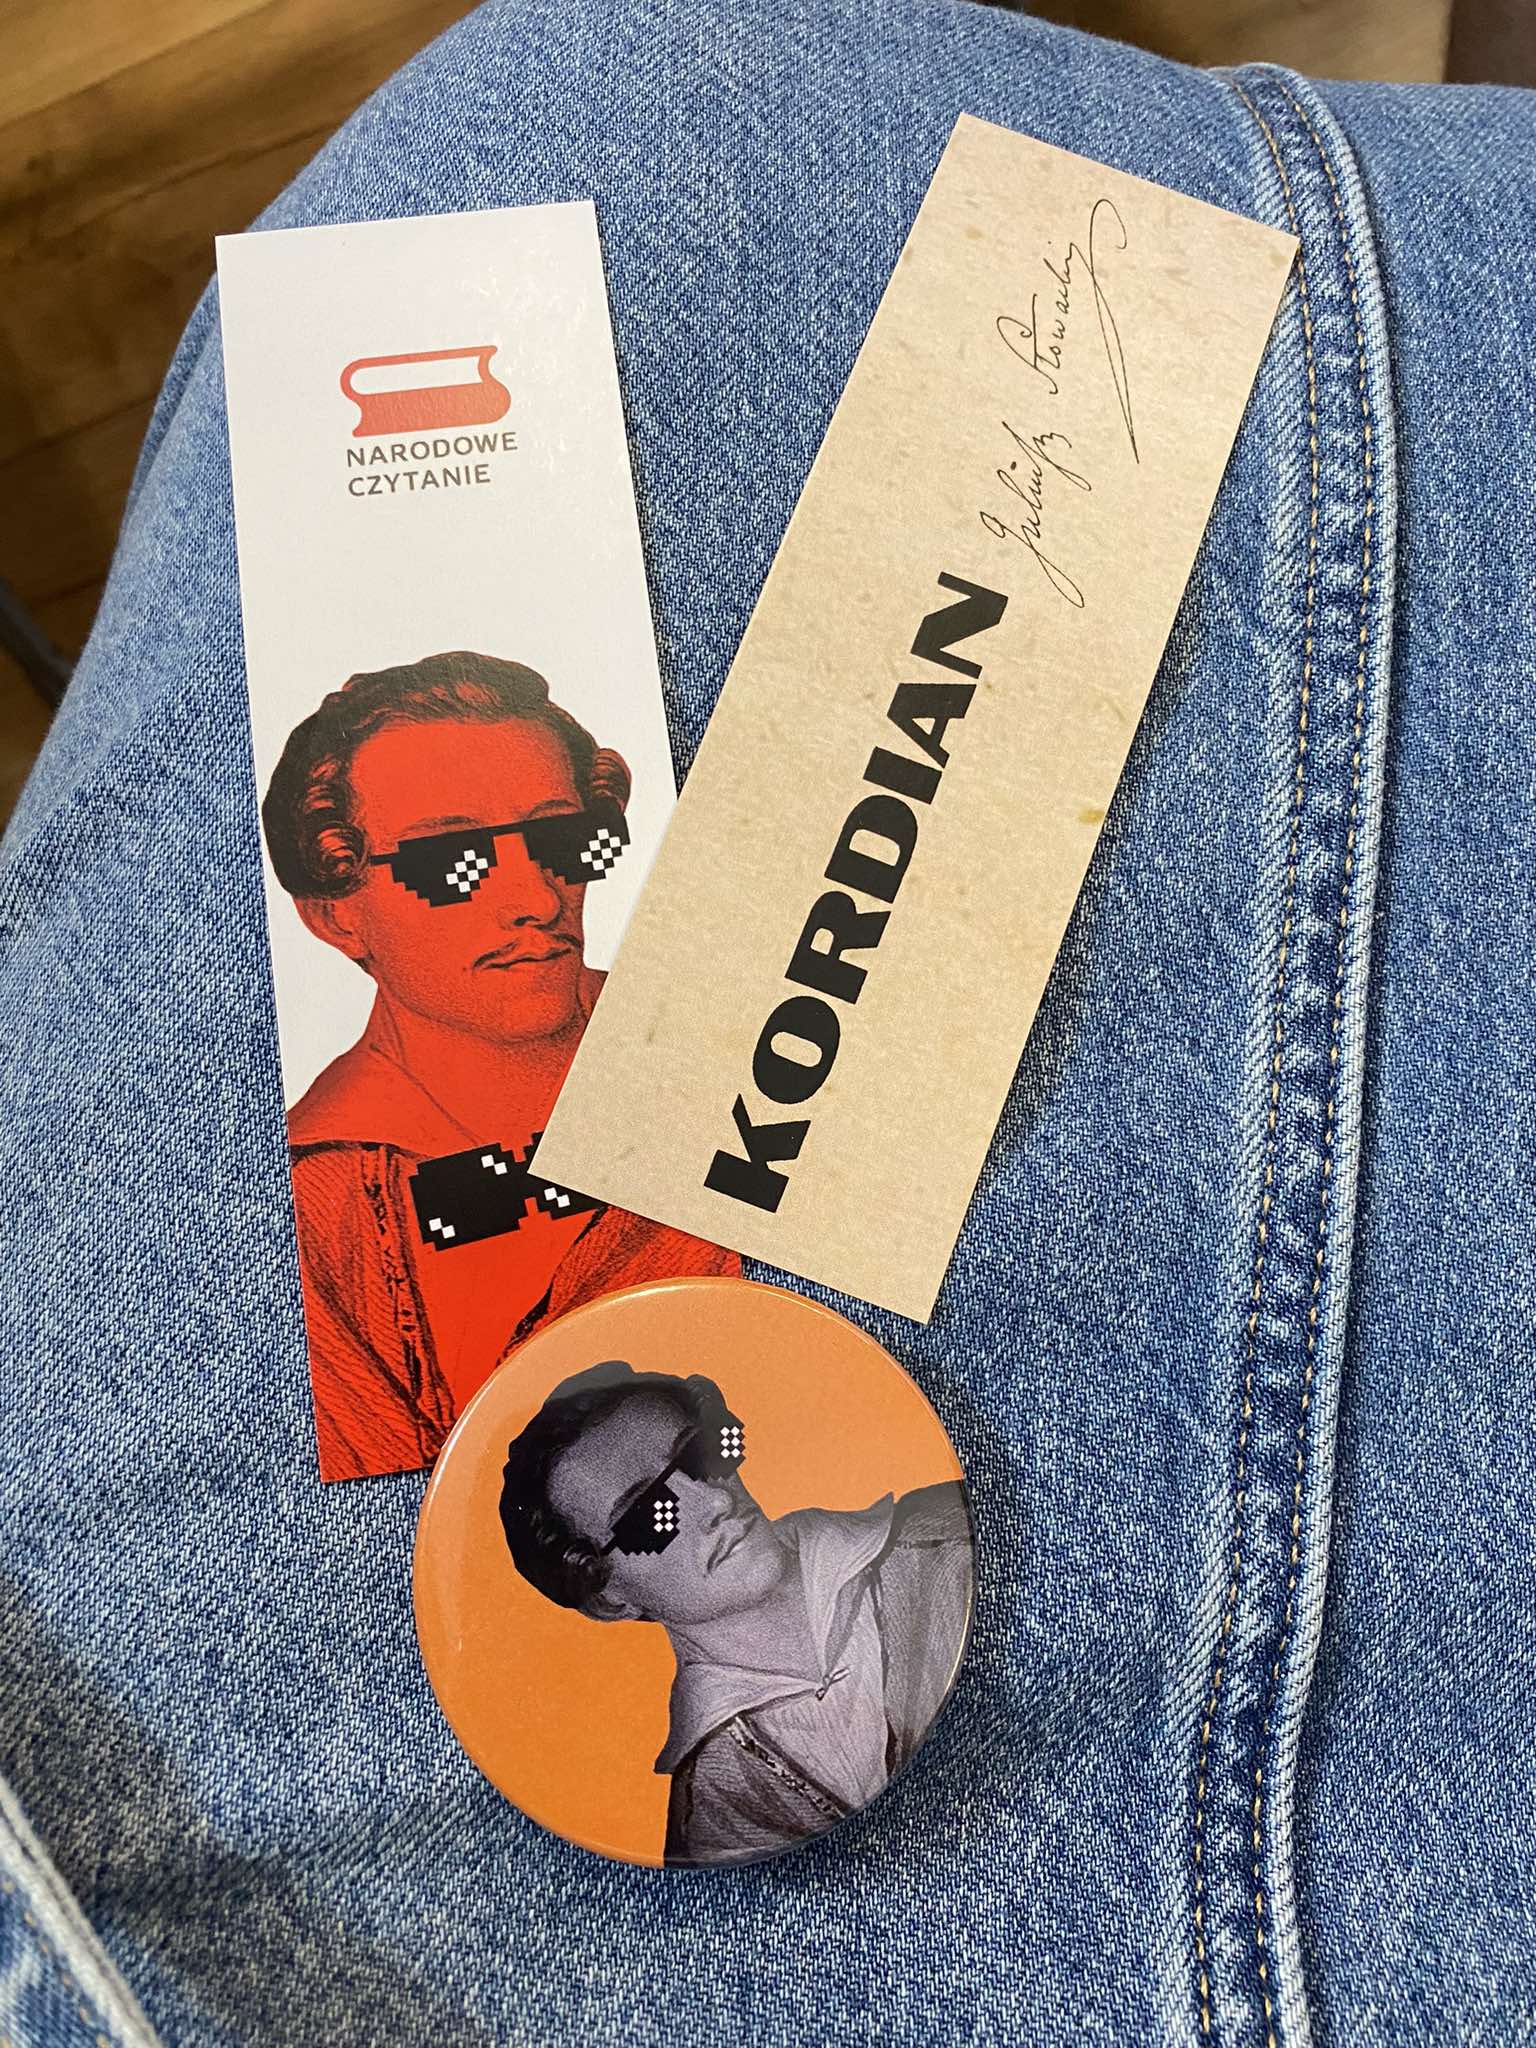 NARODOWE
CZYTANIE
KORDIAN
Juliusz Słowacki